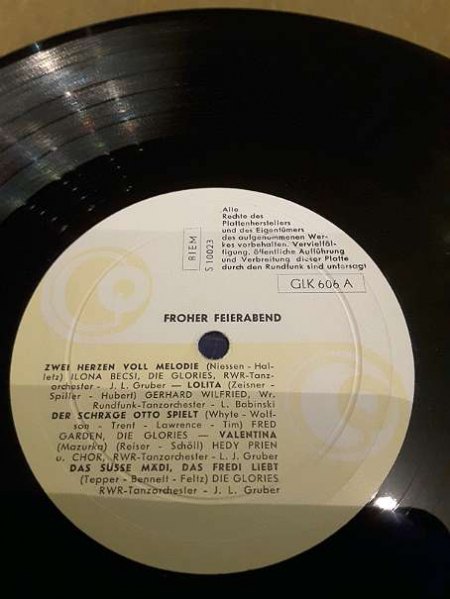 Alle
Rechte des
Plattenherstellers
und des Eigentümers
des aufgenommenen Wer-
kes vorbehalten. Vervielfäl-
tigung, öffentliche Aufführung
und Verbreitung dieser Platte
durch den Rundfunk sind untersagt
BIEM
S 10023
GLK 606 A
FROHER FEIERABEND
ZWEI HERZEN VOLL MELODIE (Niessen - Hal-
letz) ILONA BECSI, DIE GLORIES, RWR-Tanz-
orchester - J. L. Gruber — LOLITA (Zeisner -
Spiller - Hubert) GERHARD WILFRIED, Wr.
Rundfunk-Tanzorchester - L. Babinski
DER SCHRÄGE OTTO SPIELT (Whyte - Wolf-
son - Trent - Lawrence - Tim) FRED
GARDEN, DIE GLORIES — VALENTINA
(Mazurka) (Reisor - Schöll) HEDY PRIEN
u. CHOR, RWR-Tanzorchester - L. J. Gruber
DAS SÜSSE MÄDI, DAS FREDI LIEBT
(Tepper - Bennett - Feltz) DIE GLORIES
RWR-Tanzorchester - J. L. Gruber